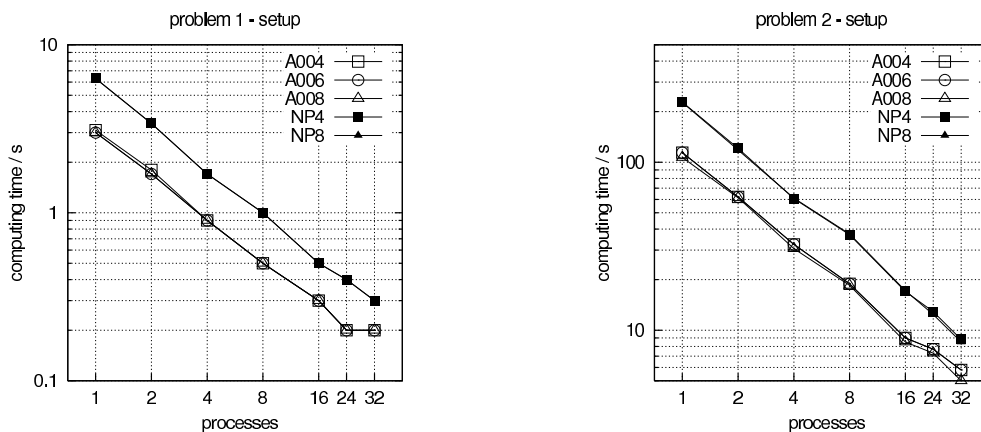 problem 1 - setup
10
1
0.1
computing time / s
A004
A006
A008
NP4
NP8
1 2 4 8 16 24 32
processes
problem 2 - setup
100
10
computing time / s
A004
A006
A008
NP4
NP8
1 2 4 8 16 24 32
processes